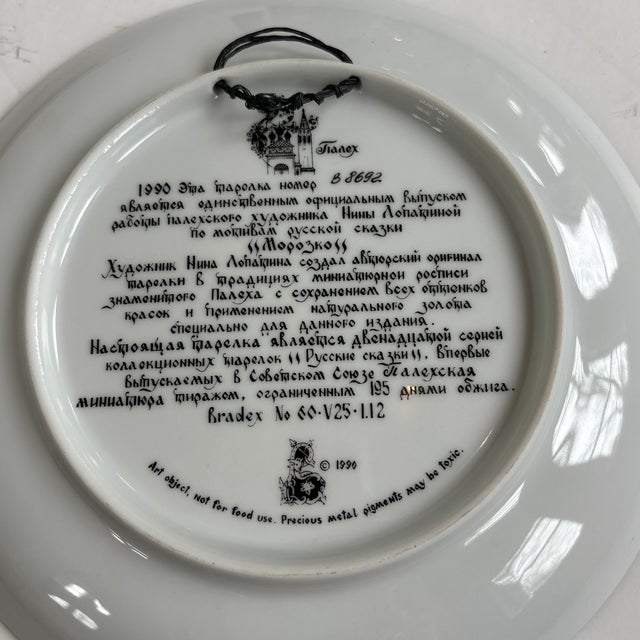 Палех
1990 Эта тарелка номер B 8692
является единственным официальным выпуском
работы палехского художника Нины Лопатиной
по мотивам русской сказки
"Морозко"
Художник Нина Лопатина создал авторский оригинал
тарелки в традициях миниатюрной росписи
знаменитого Палеха с сохранением всех оттенков
красок и применением натурального золота
специально для данного издания.
Настоящая тарелка является двенадцатой серией
коллекционных тарелок "Русские сказки". Впервые
выпускаемых в Советском Союзе Палехская
миниатюра тиражом, ограниченным 195 днями обжига.
Bradex No 60·V25·1.12
© 1990
Art object, not for food use. Precious metal pigments may be toxic.